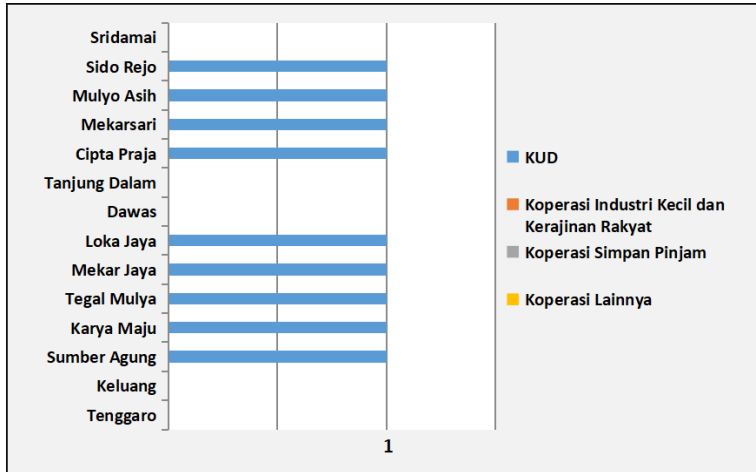 Sridamai
Sido Rejo
Mulyo Asih
Mekarsari
Cipta Praja
Tanjung Dalam
Dawas
Loka Jaya
Mekar Jaya
Tegal Mulya
Karya Maju
Sumber Agung
Keluang
Tenggaro
1
KUD
Koperasi Industri Kecil dan
Kerajinan Rakyat
Koperasi Simpan Pinjam
Koperasi Lainnya